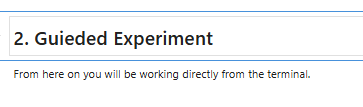 2. Guieded Experiment
From here on you will be working directly from the terminal.